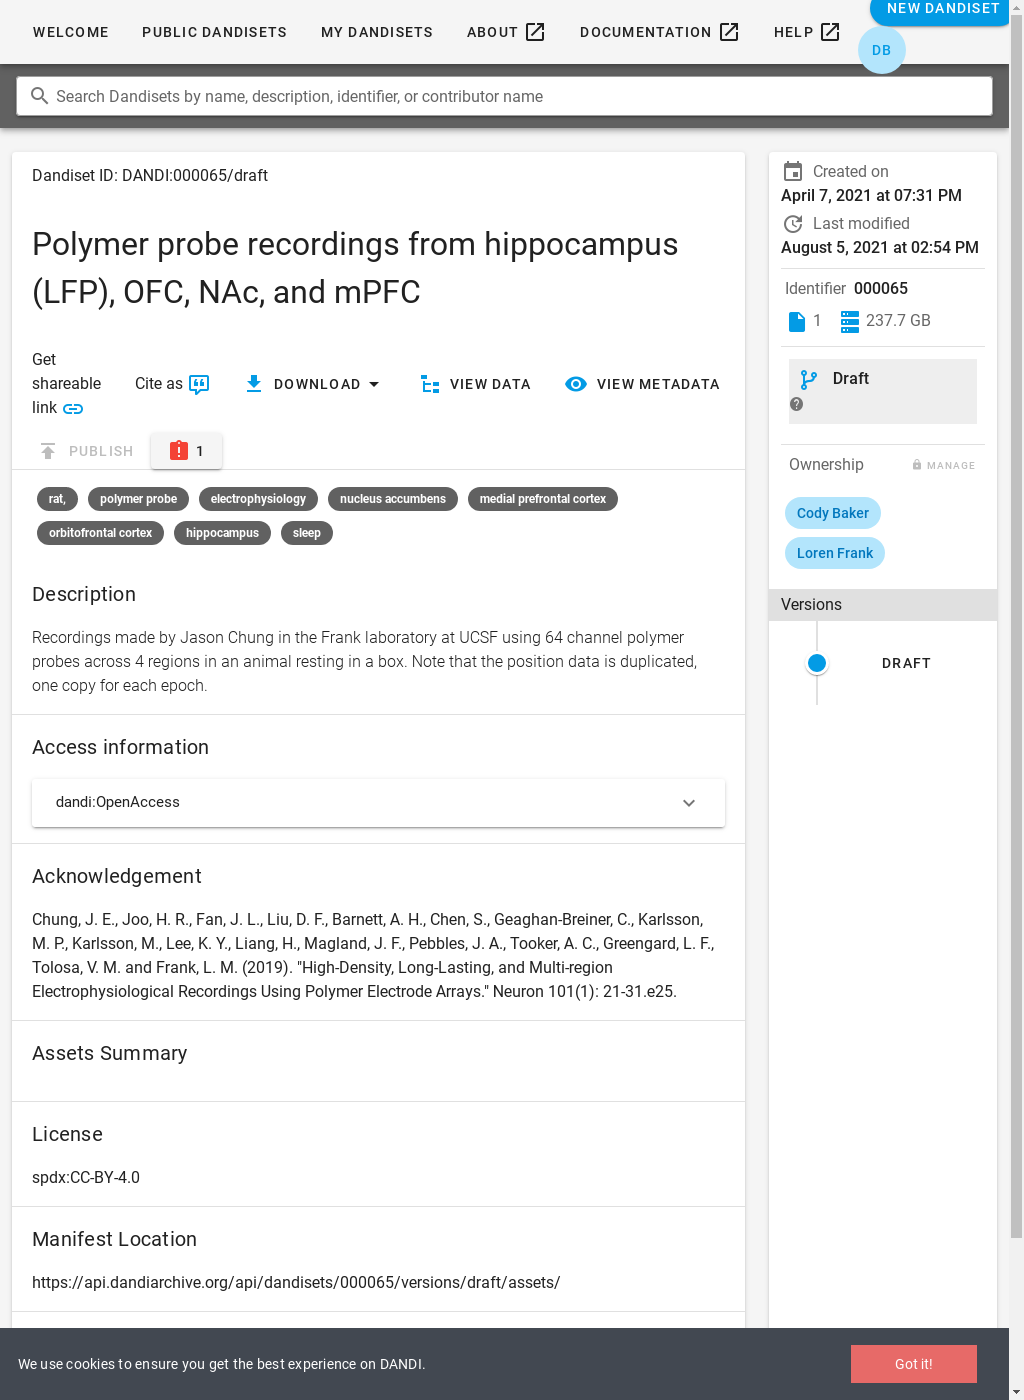 WELCOME PUBLIC DANDISETS MY DANDISETS ABOUT DOCUMENTATION HELP NEW DANDISET
DB
Search Dandisets by name, description, identifier, or contributor name
Dandiset ID: DANDI:000065/draft
Polymer probe recordings from hippocampus
(LFP), OFC, NAc, and mPFC
Get
shareable
link
Cite as
DOWNLOAD
VIEW DATA
VIEW METADATA
PUBLISH
1
rat, polymer probe electrophysiology nucleus accumbens medial prefrontal cortex
orbitofrontal cortex hippocampus sleep
Description
Recordings made by Jason Chung in the Frank laboratory at UCSF using 64 channel polymer
probes across 4 regions in an animal resting in a box. Note that the position data is duplicated,
one copy for each epoch.
Access information
dandi:OpenAccess
Acknowledgement
Chung, J. E., Joo, H. R., Fan, J. L., Liu, D. F., Barnett, A. H., Chen, S., Geaghan-Breiner, C., Karlsson,
M. P., Karlsson, M., Lee, K. Y., Liang, H., Magland, J. F., Pebbles, J. A., Tooker, A. C., Greengard, L. F.,
Tolosa, V. M. and Frank, L. M. (2019). "High-Density, Long-Lasting, and Multi-region
Electrophysiological Recordings Using Polymer Electrode Arrays." Neuron 101(1): 21-31.e25.
Assets Summary
License
spdx:CC-BY-4.0
Manifest Location
https://api.dandiarchive.org/api/dandisets/000065/versions/draft/assets/
Created on
April 7, 2021 at 07:31 PM
Last modified
August 5, 2021 at 02:54 PM
Identifier 000065
1 237.7 GB
Draft
Ownership MANAGE
Cody Baker
Loren Frank
Versions
DRAFT
We use cookies to ensure you get the best experience on DANDI.
Got it!